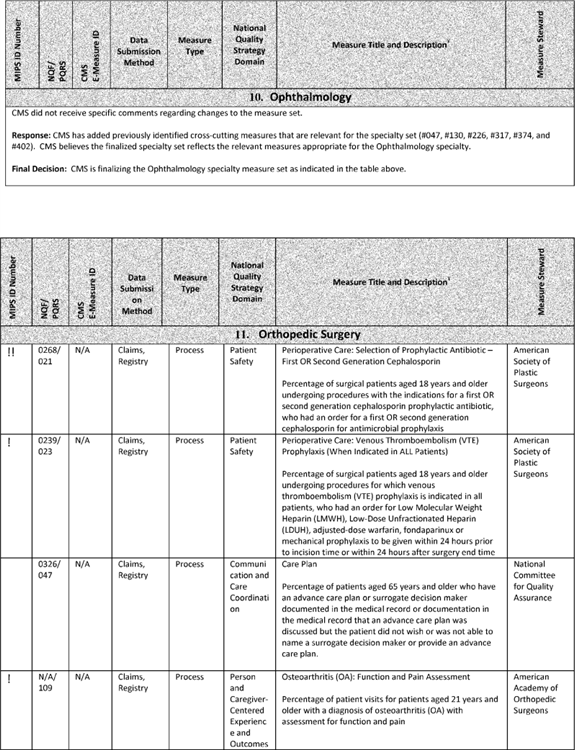 MIPS ID Number
NQF/
PQRS
CMS
E-Measure ID
Data
Submission
Method
Measure
Type
National
Quality
Strategy
Domain
Measure Title and Description
Measure Steward
10. Ophthalmology
CMS did not receive specific comments regarding changes to the measure set.
Response: CMS has added previously identified cross-cutting measures that are relevant for the specialty set (#047, #130, #226, #317, #374, and
#402). CMS believes the finalized specialty set reflects the relevant measures appropriate for the Ophthalmology specialty.
Final Decision: CMS is finalizing the Ophthalmology specialty measure set as indicated in the table above.
MIPS ID Number
NQF/
PQRS
CMS
E-Measure ID
Data
Submissi
on
Method
Measure
Type
National
Quality
Strategy
Domain
Measure Title and Description
Measure Steward
11. Orthopedic Surgery
!!
0268/
021
N/A
Claims,
Registry
Process
Patient
Safety
Perioperative Care: Selection of Prophylactic Antibiotic –
First OR Second Generation Cephalosporin
Percentage of surgical patients aged 18 years and older
undergoing procedures with the indications for a first OR
second generation cephalosporin prophylactic antibiotic,
who had an order for a first OR second generation
cephalosporin for antimicrobial prophylaxis
American
Society of
Plastic
Surgeons
!
0239/
023
N/A
Claims,
Registry
Process
Patient
Safety
Perioperative Care: Venous Thromboembolism (VTE)
Prophylaxis (When Indicated in ALL Patients)
Percentage of surgical patients aged 18 years and older
undergoing procedures for which venous
thromboembolism (VTE) prophylaxis is indicated in all
patients, who had an order for Low Molecular Weight
Heparin (LMWH), Low-Dose Unfractionated Heparin
(LDUH), adjusted-dose warfarin, fondaparinux or
mechanical prophylaxis to be given within 24 hours prior
to incision time or within 24 hours after surgery end time
American
Society of
Plastic
Surgeons
0326/
047
N/A
Claims,
Registry
Process
Communi
cation and
Care
Coordinati
on
Care Plan
Percentage of patients aged 65 years and older who have
an advance care plan or surrogate decision maker
documented in the medical record or documentation in
the medical record that an advance care plan was
discussed but the patient did not wish or was not able to
name a surrogate decision maker or provide an advance
care plan.
National
Committee
for Quality
Assurance
!
N/A/
109
N/A
Claims,
Registry
Process
Person
and
Caregiver-
Centered
Experienc
e and
Outcomes
Osteoarthritis (OA): Function and Pain Assessment
Percentage of patient visits for patients aged 21 years and
older with a diagnosis of osteoarthritis (OA) with
assessment for function and pain
American
Academy of
Orthopedic
Surgeons